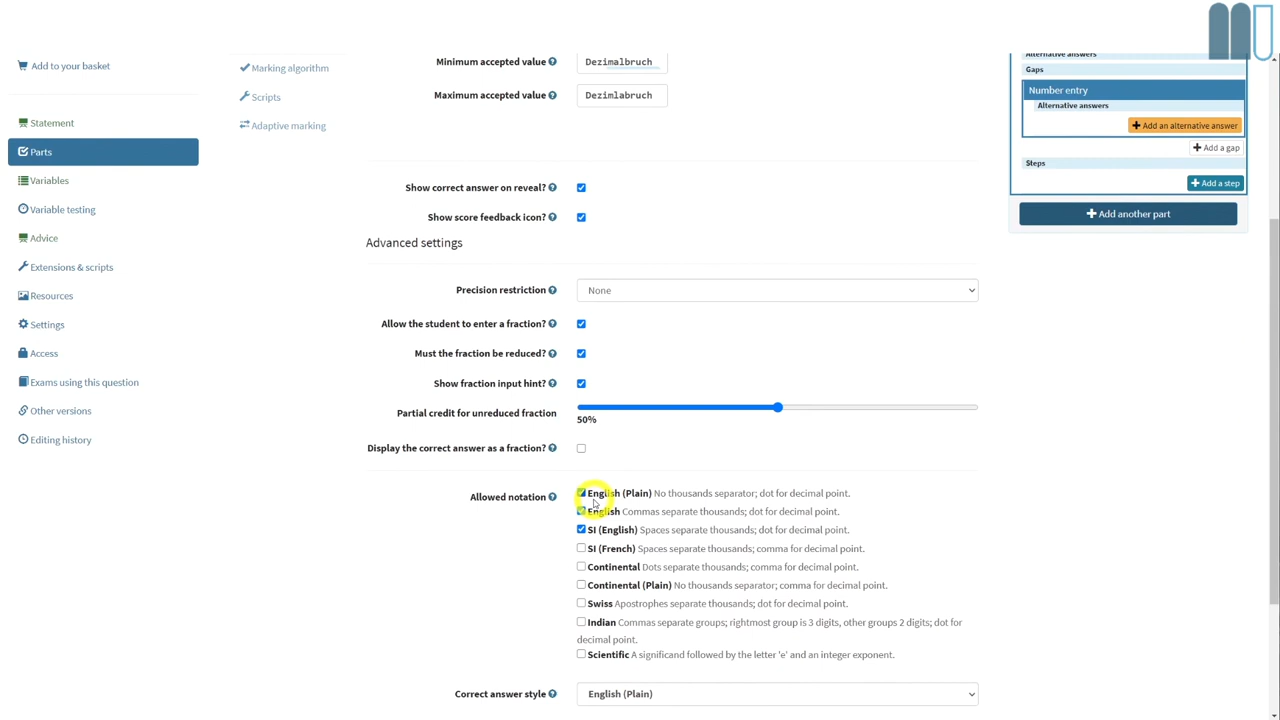 Add to your basket
Statement
Parts
Variables
Variable testing
Advice
Extensions & scripts
Resources
Settings
Access
Exams using this question
Other versions
Editing history
Marking algorithm
Scripts
Adaptive marking
Minimum accepted value
Dezimalbruch
Maximum accepted value
Dezimlabruch
Show correct answer on reveal?
Show score feedback icon?
Advanced settings
Precision restriction
None
Allow the student to enter a fraction?
Must the fraction be reduced?
Show fraction input hint?
Partial credit for unreduced fraction
50%
Display the correct answer as a fraction?
Allowed notation
English (Plain) No thousands separator; dot for decimal point.
English Commas separate thousands; dot for decimal point.
SI (English) Spaces separate thousands; dot for decimal point.
SI (French) Spaces separate thousands; comma for decimal point.
Continental Dots separate thousands; comma for decimal point.
Continental (Plain) No thousands separator; comma for decimal point.
Swiss Apostrophes separate thousands; dot for decimal point.
Indian Commas separate groups; rightmost group is 3 digits, other groups 2 digits; dot for
decimal point.
Scientific A significand followed by the letter 'e' and an integer exponent.
Correct answer style
English (Plain)
Alternative answers
Gaps
Number entry
Alternative answers
Add an alternative answer
Add a gap
Steps
Add a step
Add another part